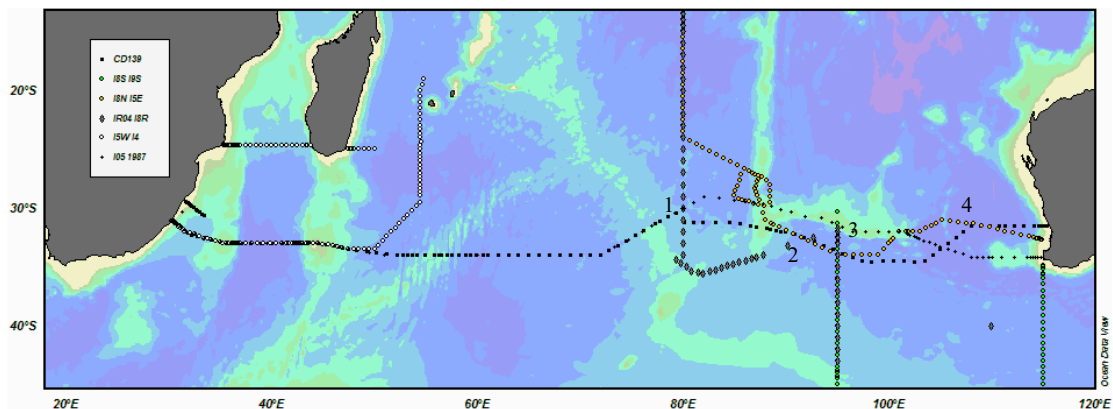 CD139
I8S I9S
I8N I5E
IR04 I8R
I5W I4
I05 1987
20°S
30°S
40°S
1
2
3
4
20°E
40°E
60°E
80°E
100°E
120°E
Ocean Data View